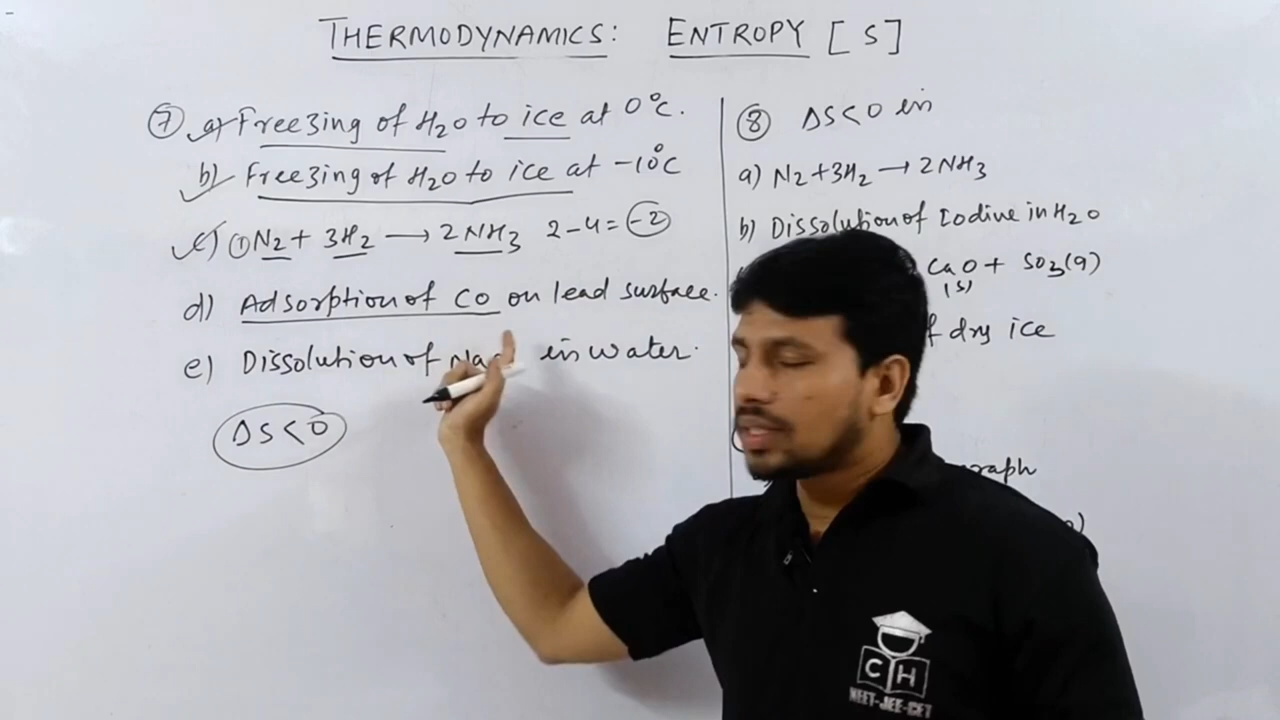 THERMODYNAMICS: ENTROPY [S]
⑦ a) Freezing of H2O to ice at 0°C.
b) Freezing of H2O to ice at -10°C
c) ① N2 + 3H2 → 2NH3 2-4 = -2
d) Adsorption of CO on lead surface.
e) Dissolution of in water.
ΔS<0
⑧ ΔS<0 in
a) N2 + 3H2 → 2NH3
b) Dissolution of Iodine in H2O
CaO + SO3(g)
(s)
f dry ice
graph
CH
NEET-JEE-CET